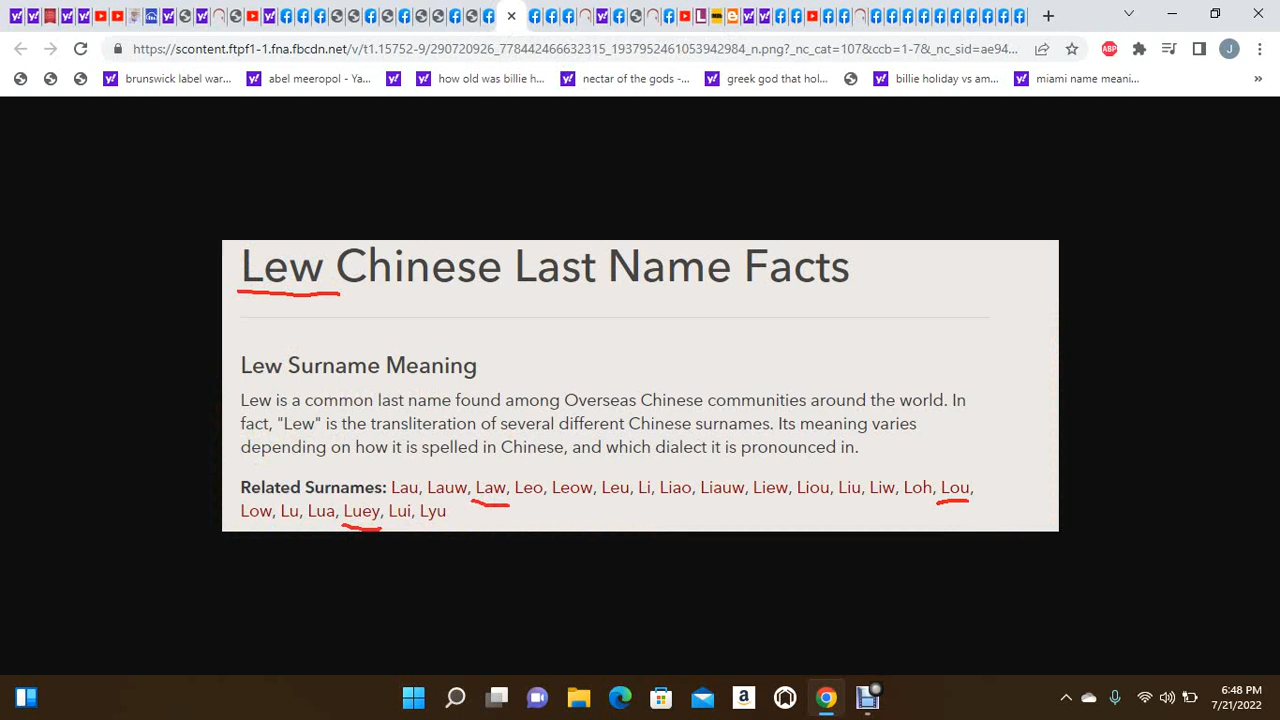 https://scontent.ftpf1-1.fna.fbcdn.net/v/t1.15752-9/290720926_778442466632315_1937952461053942984_n.png?_nc_cat=107&ccb=1-7&_nc_sid=ae94...
ABP
J
brunswick label war...
abel meeropol - Ya...
how old was billie h...
nectar of the gods -...
greek god that hol...
billie holiday vs am...
miami name meani...
Lew Chinese Last Name Facts
Lew Surname Meaning
Lew is a common last name found among Overseas Chinese communities around the world. In
fact, "Lew" is the transliteration of several different Chinese surnames. Its meaning varies
depending on how it is spelled in Chinese, and which dialect it is pronounced in.
Related Surnames: Lau, Lauw, Law, Leo, Leow, Leu, Li, Liao, Liauw, Liew, Liou, Liu, Liw, Loh, Lou,
Low, Lu, Lua, Luey, Lui, Lyu
6:48 PM
7/21/2022